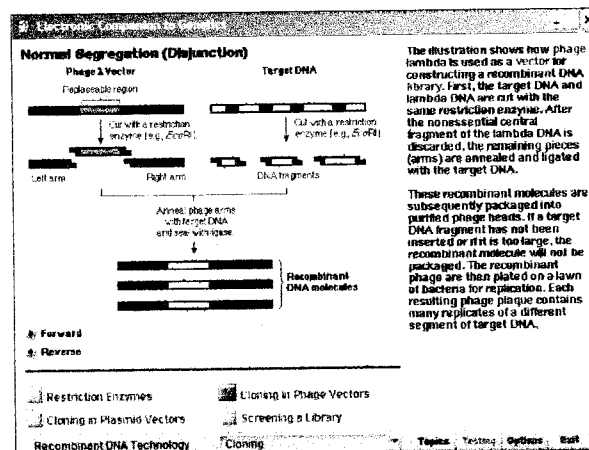 Electronic Companion to Genetics
Normal Segregation (Disjunction)
Phage λ Vector
Target DNA
Replaceable region
Cut with a restriction
enzyme (e.g., EcoRI)
Cut with a restriction
enzyme (e.g., EcoRI)
Left arm
Right arm
DNA fragments
Anneal phage arms
with target DNA
and seal with ligase.
Recombinant
DNA molecules
Forward
Reverse
The illustration shows how phage
lambda is used as a vector for
constructing a recombinant DNA
library. First, the target DNA and
lambda DNA are cut with the
same restriction enzyme. After
the nonessential central
fragment of the lambda DNA is
discarded, the remaining pieces
(arms) are annealed and ligated
with the target DNA.
These recombinant molecules are
subsequently packaged into
purified phage heads. If a target
DNA fragment has not been
inserted or if it is too large, the
recombinant molecule will not be
packaged. The recombinant
phage are then plated on a lawn
of bacteria for replication. Each
resulting phage plaque contains
many replicates of a different
segment of target DNA.
Restriction Enzymes
Cloning in Phage Vectors
Cloning in Plasmid Vectors
Screening a Library
Recombinant DNA Technology
Cloning
Topics Testing Options Exit